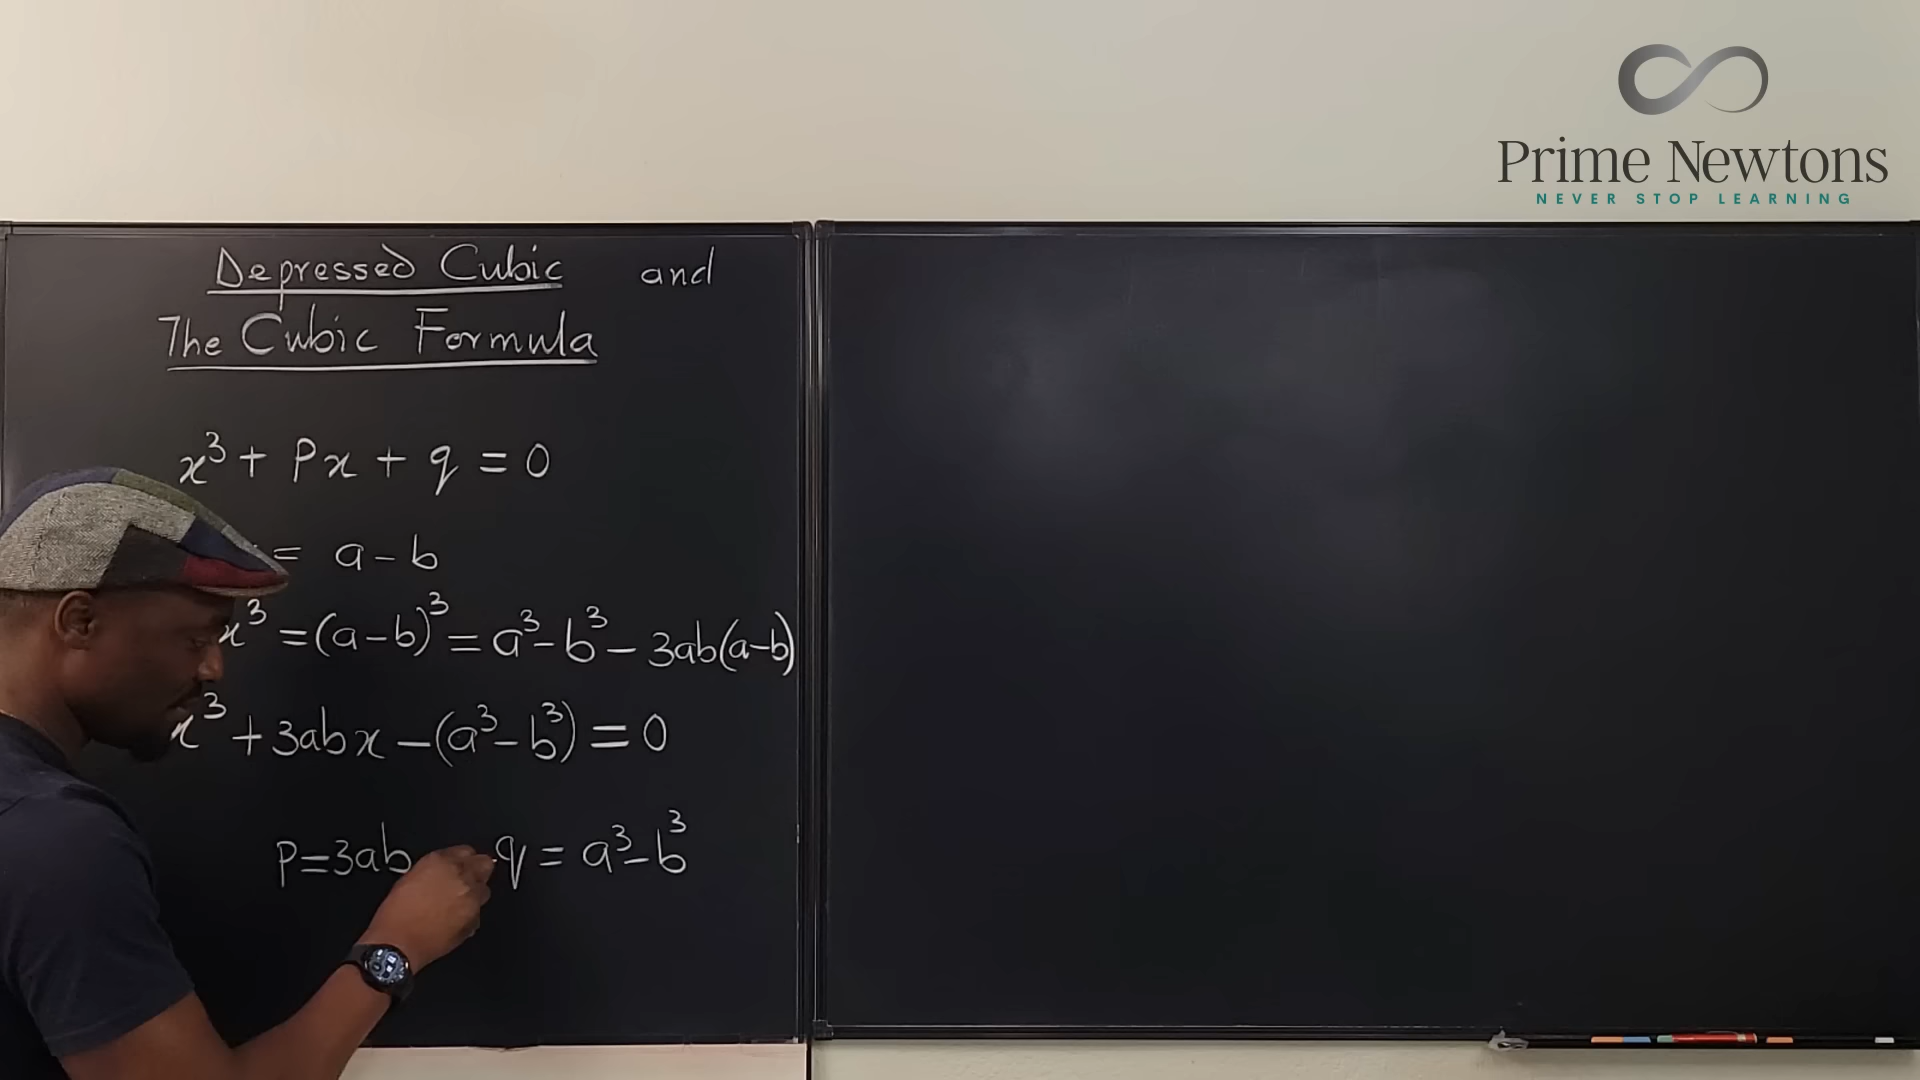 Prime Newtons
NEVER STOP LEARNING
Depressed Cubic and
The Cubic Formula
x³ + Px + q = 0
= a - b
x³ = (a-b)³ = a³ - b³ - 3ab(a-b)
x³ + 3abx - (a³ - b³) = 0
P = 3ab -q = a³ - b³